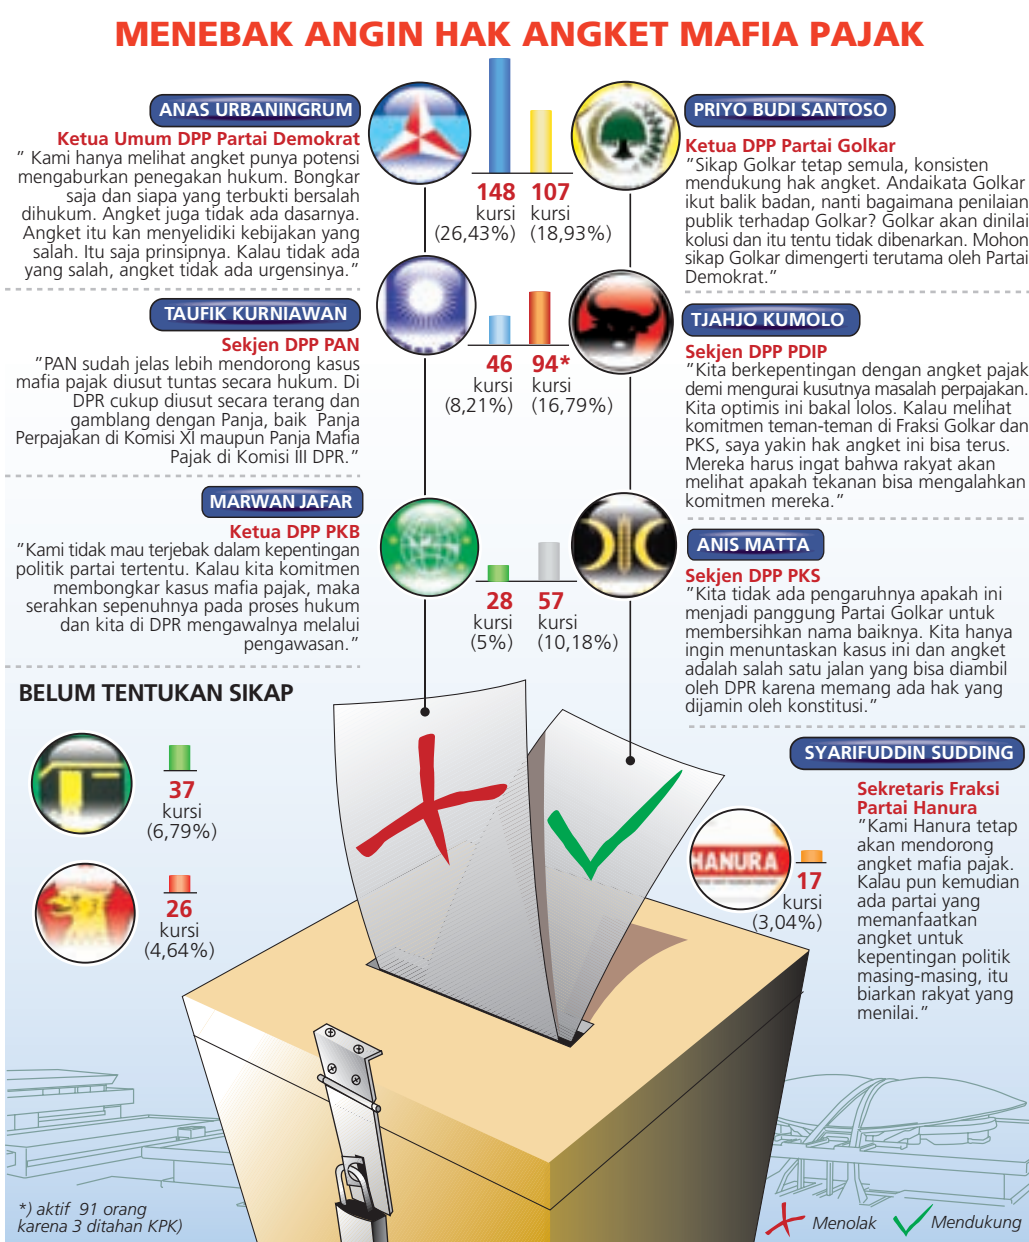 MENEBAK ANGIN HAK ANGKET MAFIA PAJAK
ANAS URBANINGRUM
Ketua Umum DPP Partai Demokrat
” Kami hanya melihat angket punya potensi
mengaburkan penegakan hukum. Bongkar
saja dan siapa yang terbukti bersalah
dihukum. Angket juga tidak ada dasarnya.
Angket itu kan menyelidiki kebijakan yang
salah. Itu saja prinsipnya. Kalau tidak ada
yang salah, angket tidak ada urgensinya.”
148
kursi
(26,43%)
107
kursi
(18,93%)
PRIYO BUDI SANTOSO
Ketua DPP Partai Golkar
”Sikap Golkar tetap semula, konsisten
mendukung hak angket. Andaikata Golkar
ikut balik badan, nanti bagaimana penilaian
publik terhadap Golkar? Golkar akan dinilai
kolusi dan itu tentu tidak dibenarkan. Mohon
sikap Golkar dimengerti terutama oleh Partai
Demokrat.”
TAUFIK KURNIAWAN
Sekjen DPP PAN
”PAN sudah jelas lebih mendorong kasus
mafia pajak diusut tuntas secara hukum. Di
DPR cukup diusut secara terang dan
gamblang dengan Panja, baik Panja
Perpajakan di Komisi XI maupun Panja Mafia
Pajak di Komisi III DPR.”
46
kursi
(8,21%)
94*
kursi
(16,79%)
TJAHJO KUMOLO
Sekjen DPP PDIP
”Kita berkepentingan dengan angket pajak
demi mengurai kusutnya masalah perpajakan.
Kita optimis ini bakal lolos. Kalau melihat
komitmen teman-teman di Fraksi Golkar dan
PKS, saya yakin hak angket ini bisa terus.
Mereka harus ingat bahwa rakyat akan
melihat apakah tekanan bisa mengalahkan
komitmen mereka.”
MARWAN JAFAR
Ketua DPP PKB
”Kami tidak mau terjebak dalam kepentingan
politik partai tertentu. Kalau kita komitmen
membongkar kasus mafia pajak, maka
serahkan sepenuhnya pada proses hukum
dan kita di DPR mengawalnya melalui
pengawasan.”
28
kursi
(5%)
57
kursi
(10,18%)
ANIS MATTA
Sekjen DPP PKS
”Kita tidak ada pengaruhnya apakah ini
menjadi panggung Partai Golkar untuk
membersihkan nama baiknya. Kita hanya
ingin menuntaskan kasus ini dan angket
adalah salah satu jalan yang bisa diambil
oleh DPR karena memang ada hak yang
dijamin oleh konstitusi.”
BELUM TENTUKAN SIKAP
37
kursi
(6,79%)
26
kursi
(4,64%)
SYARIFUDDIN SUDDING
Sekretaris Fraksi
Partai Hanura
”Kami Hanura tetap
akan mendorong
angket mafia pajak.
Kalau pun kemudian
ada partai yang
memanfaatkan
angket untuk
kepentingan politik
masing-masing, itu
biarkan rakyat yang
menilai.”
HANURA
17
kursi
(3,04%)
*) aktif 91 orang
karena 3 ditahan KPK)
Menolak
Mendukung